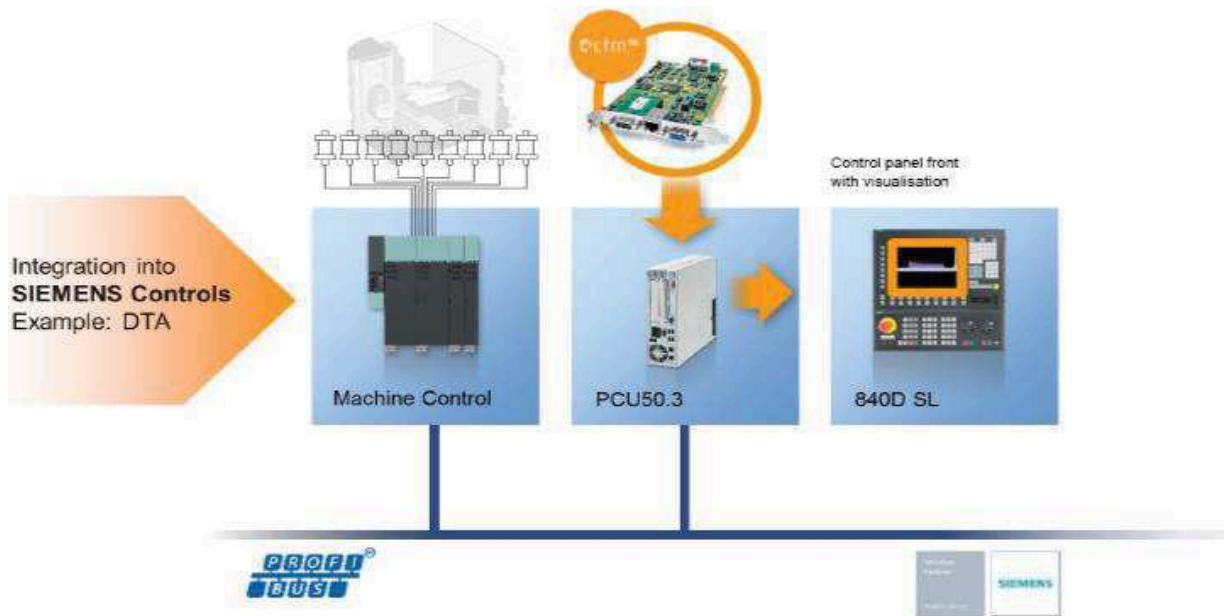 Control panel front
with visualisation
Integration into
SIEMENS Controls
Example: DTA
Machine Control
PCU50.3
840D SL
PROFI
BUS
SIEMENS